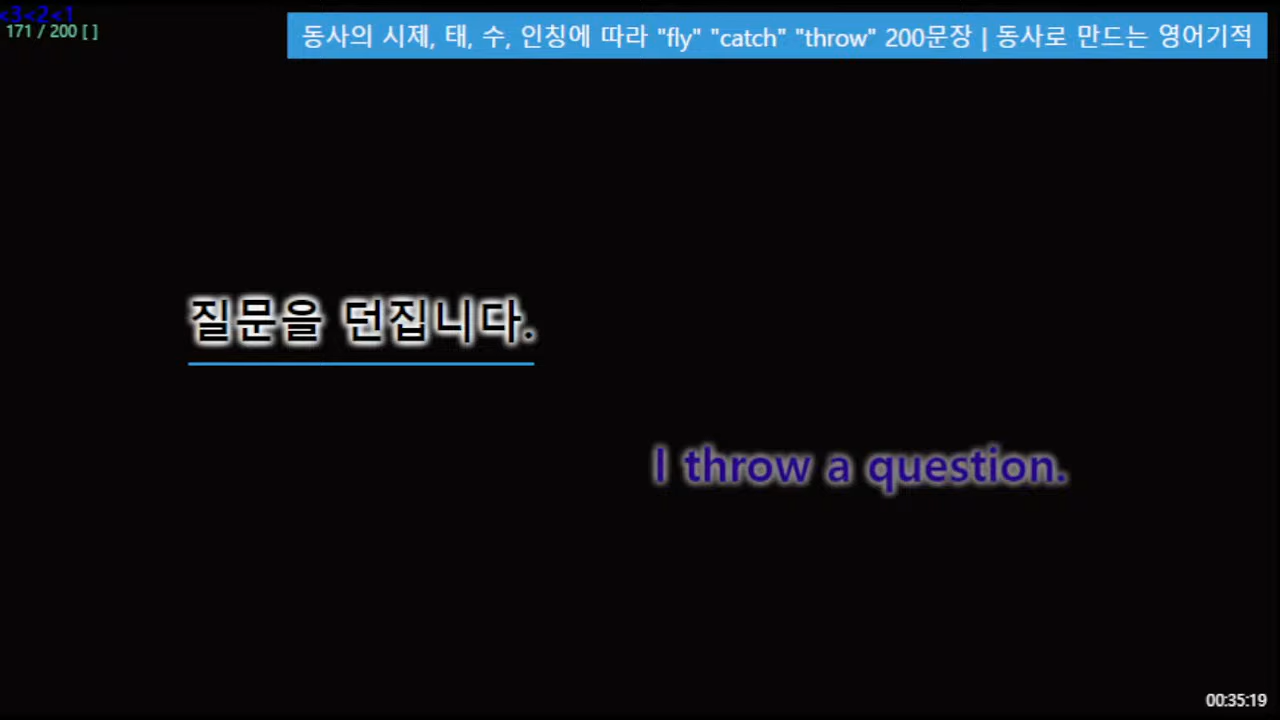 <3<2<1
171 / 200 [ ]
동사의 시제, 태, 수, 인칭에 따라 "fly" "catch" "throw" 200문장 | 동사로 만드는 영어기적
질문을 던집니다.
I throw a question.
00:35:19